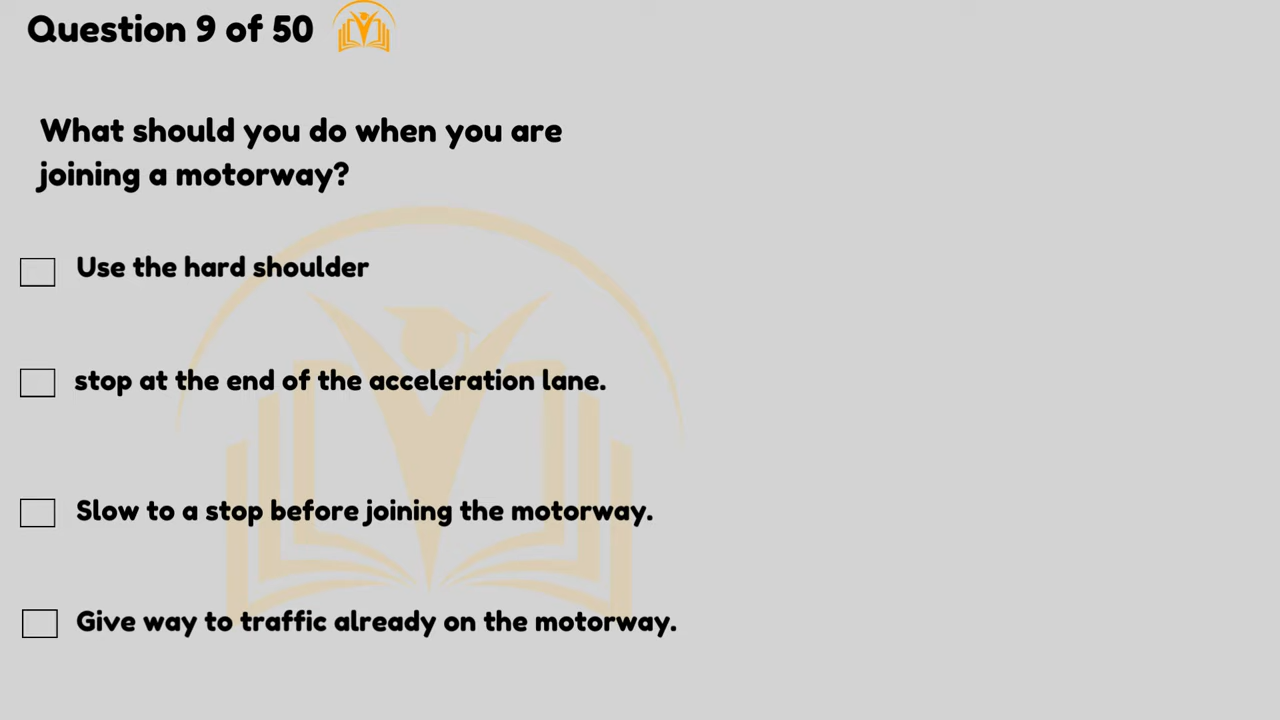 Question 9 of 50
What should you do when you are
joining a motorway?
Use the hard shoulder
stop at the end of the acceleration lane.
Slow to a stop before joining the motorway.
Give way to traffic already on the motorway.